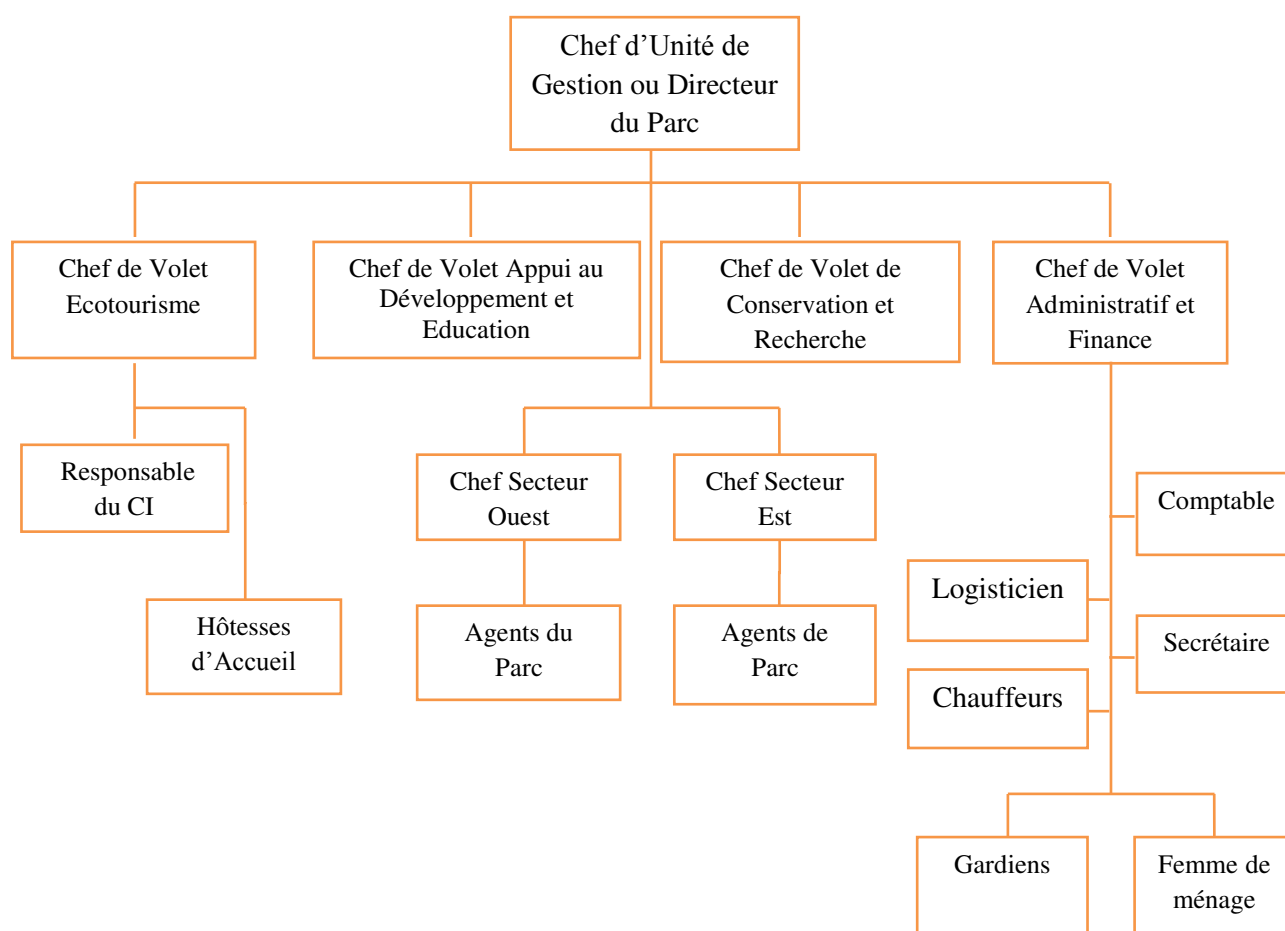 Chef d’Unité de
Gestion ou Directeur
du Parc
Chef de Volet
Ecotourisme
Chef de Volet Appui au
Développement et
Education
Chef de Volet de
Conservation et
Recherche
Chef de Volet
Administratif et
Finance
Responsable
du CI
Hôtesses
d’Accueil
Chef Secteur
Ouest
Chef Secteur
Est
Agents du
Parc
Agents de
Parc
Comptable
Logisticien
Secrétaire
Chauffeurs
Gardiens
Femme de
ménage